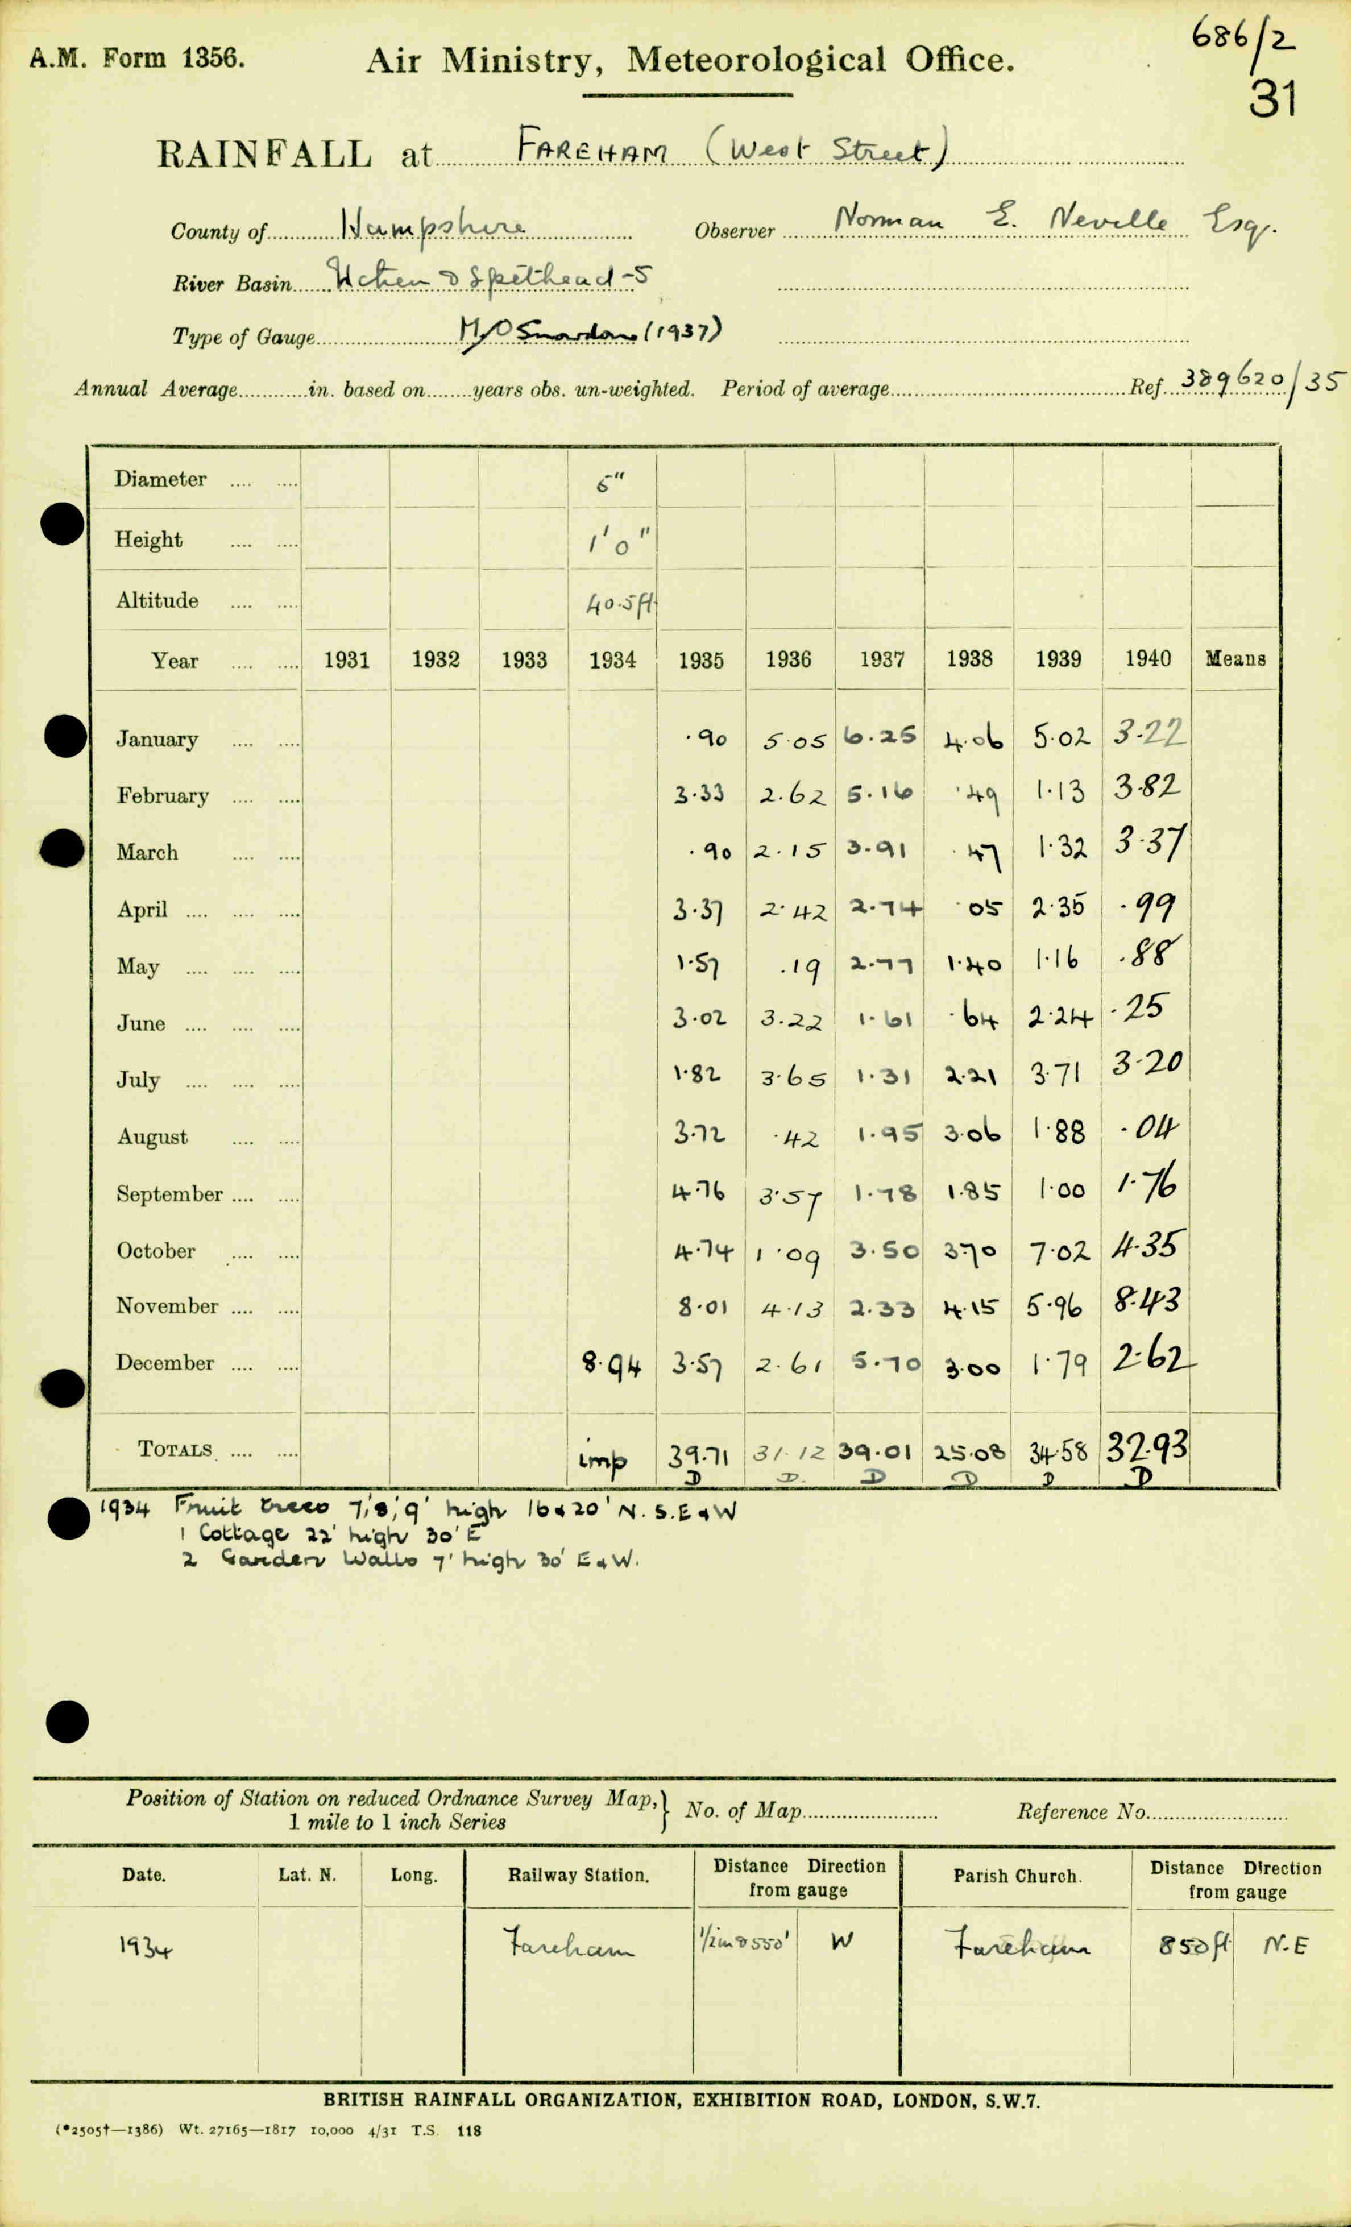 686/2
A.M. Form 1356. Air Ministry, Meteorological Office.
31
RAINFALL at FAREHAM (West Street)
County of Hampshire Observer Norman E. Neville Esq.
River Basin Itchen & Spithead -5
Type of Gauge M/O Snowdon (1937)
Annual Average in. based on years obs. un-weighted. Period of average Ref. 389620/35
Diameter 5"
Height 1'0"
Altitude 40.5ft
Year 1931 1932 1933 1934 1935 1936 1937 1938 1939 1940 Means
January .90 5.05 6.25 4.06 5.02 3.22
February 3.33 2.62 5.16 .49 1.13 3.82
March .90 2.15 3.91 .47 1.32 3.37
April 3.37 2.42 2.74 .05 2.35 .99
May 1.57 .19 2.77 1.40 1.16 .88
June 3.02 3.22 1.61 .64 2.24 .25
July 1.82 3.65 1.31 2.21 3.71 3.20
August 3.72 .42 1.95 3.06 1.88 .04
September 4.76 3.57 1.78 1.85 1.00 1.76
October 4.74 1.09 3.50 3.70 7.02 4.35
November 8.01 4.13 2.33 4.15 5.96 8.43
December 8.94 3.57 2.61 5.70 3.00 1.79 2.62
TOTALS imp 39.71 31.12 39.01 25.08 34.58 32.93
D D. D D D D
1934 Fruit trees 7', 8', 9' high 16 & 20' N. S. E & W
1 Cottage 22' high 30' E
2 Garden Walls 7' high 30' E & W.
Position of Station on reduced Ordnance Survey Map,} No. of Map Reference No.
1 mile to 1 inch Series
Date. Lat. N. Long. Railway Station. Distance Direction from gauge Parish Church. Distance Direction from gauge
1934 Fareham 1/2m & 550' W Fareham 850ft N.E
BRITISH RAINFALL ORGANIZATION, EXHIBITION ROAD, LONDON, S.W.7.
(*2505†—1386) Wt. 27165—1817 10,000 4/31 T.S. 118